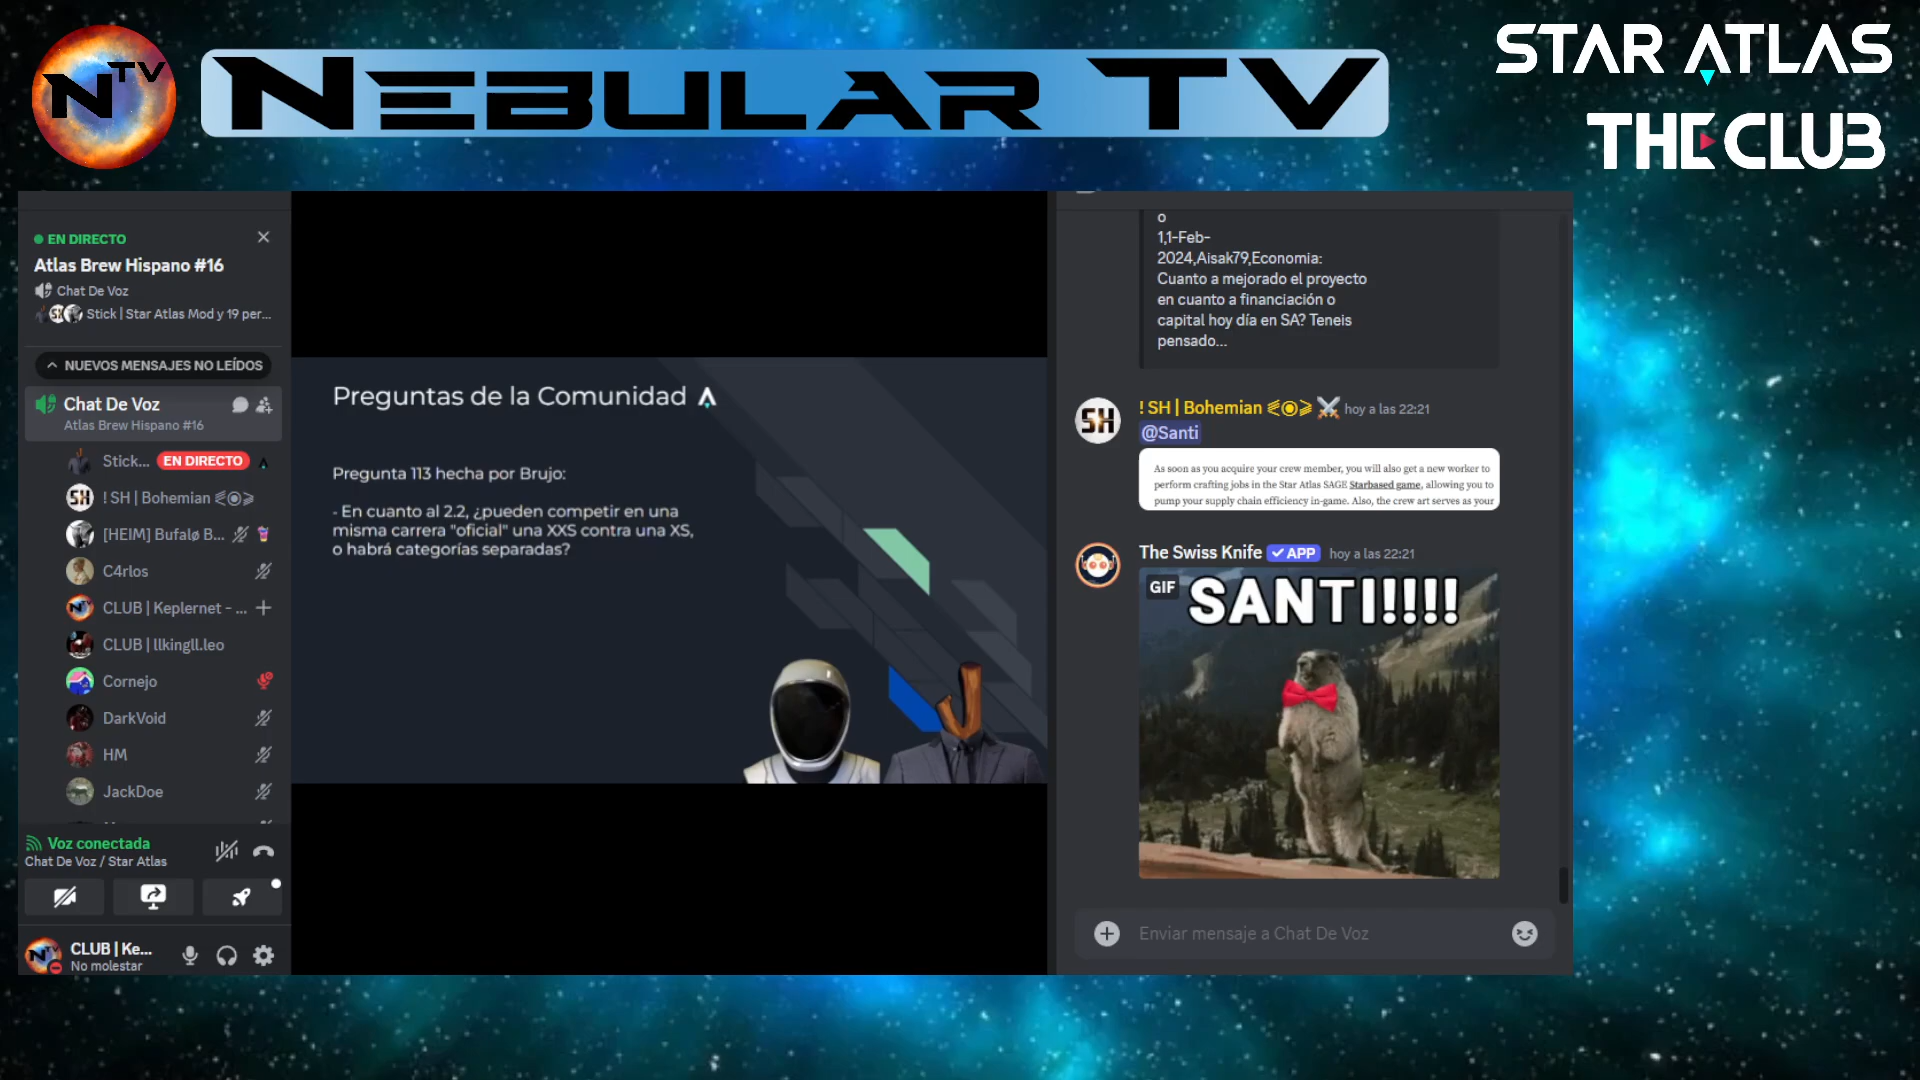 N TV
NEBULAR TV
STAR ATLAS
THE CLUB
EN DIRECTO
Atlas Brew Hispano #16
Chat De Voz
SH
Stick | Star Atlas Mod y 19 per...
NUEVOS MENSAJES NO LEÍDOS
Chat De Voz
Atlas Brew Hispano #16
Stick... EN DIRECTO
SH ! SH | Bohemian
[HEIM] Bufalø B...
C4rlos
CLUB | Keplernet - ...
CLUB | llkingll.leo
Cornejo
DarkVoid
HM
JackDoe
Voz conectada
Chat De Voz / Star Atlas
CLUB | Ke...
No molestar
Preguntas de la Comunidad
Pregunta 113 hecha por Brujo:
- En cuanto al 2.2, ¿pueden competir en una
misma carrera "oficial" una XXS contra una XS,
o habrá categorías separadas?
o
1,1-Feb-
2024,Aisak79,Economia:
Cuanto a mejorado el proyecto
en cuanto a financiación o
capital hoy día en SA? Teneis
pensado...
SH ! SH | Bohemian hoy a las 22:21
@Santi
As soon as you acquire your crew member, you will also get a new worker to
perform crafting jobs in the Star Atlas SAGE Starbased game, allowing you to
pump your supply chain efficiency in-game. Also, the crew art serves as your
The Swiss Knife APP hoy a las 22:21
GIF SANTI!!!!
Enviar mensaje a Chat De Voz